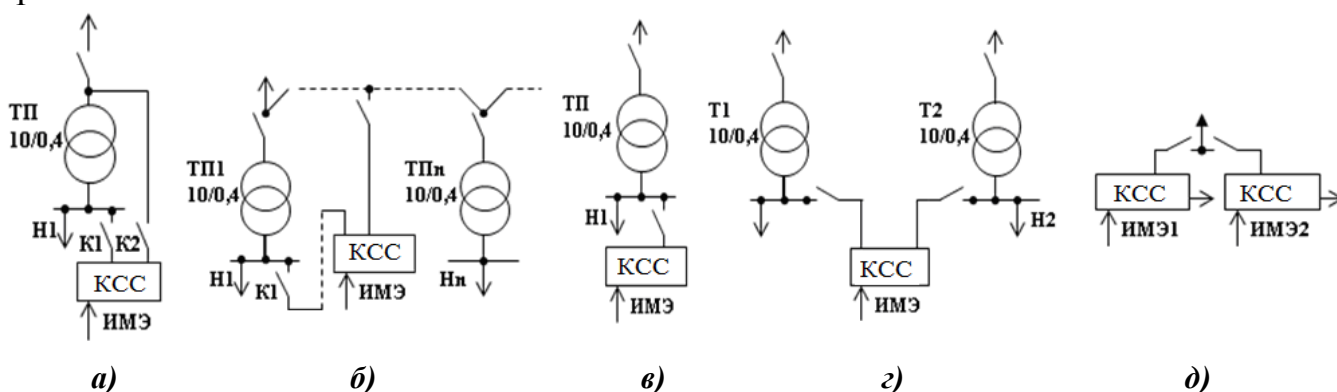 ТП
10/0,4
Н1
К1
К2
КСС
ИМЭ
а)
ТП1
10/0,4
ТПn
10/0,4
Н1
К1
КСС
ИМЭ
Нn
б)
ТП
10/0,4
Н1
КСС
ИМЭ
в)
Т1
10/0,4
Т2
10/0,4
Н1
Н2
КСС
ИМЭ
г)
КСС
КСС
ИМЭ1
ИМЭ2
д)